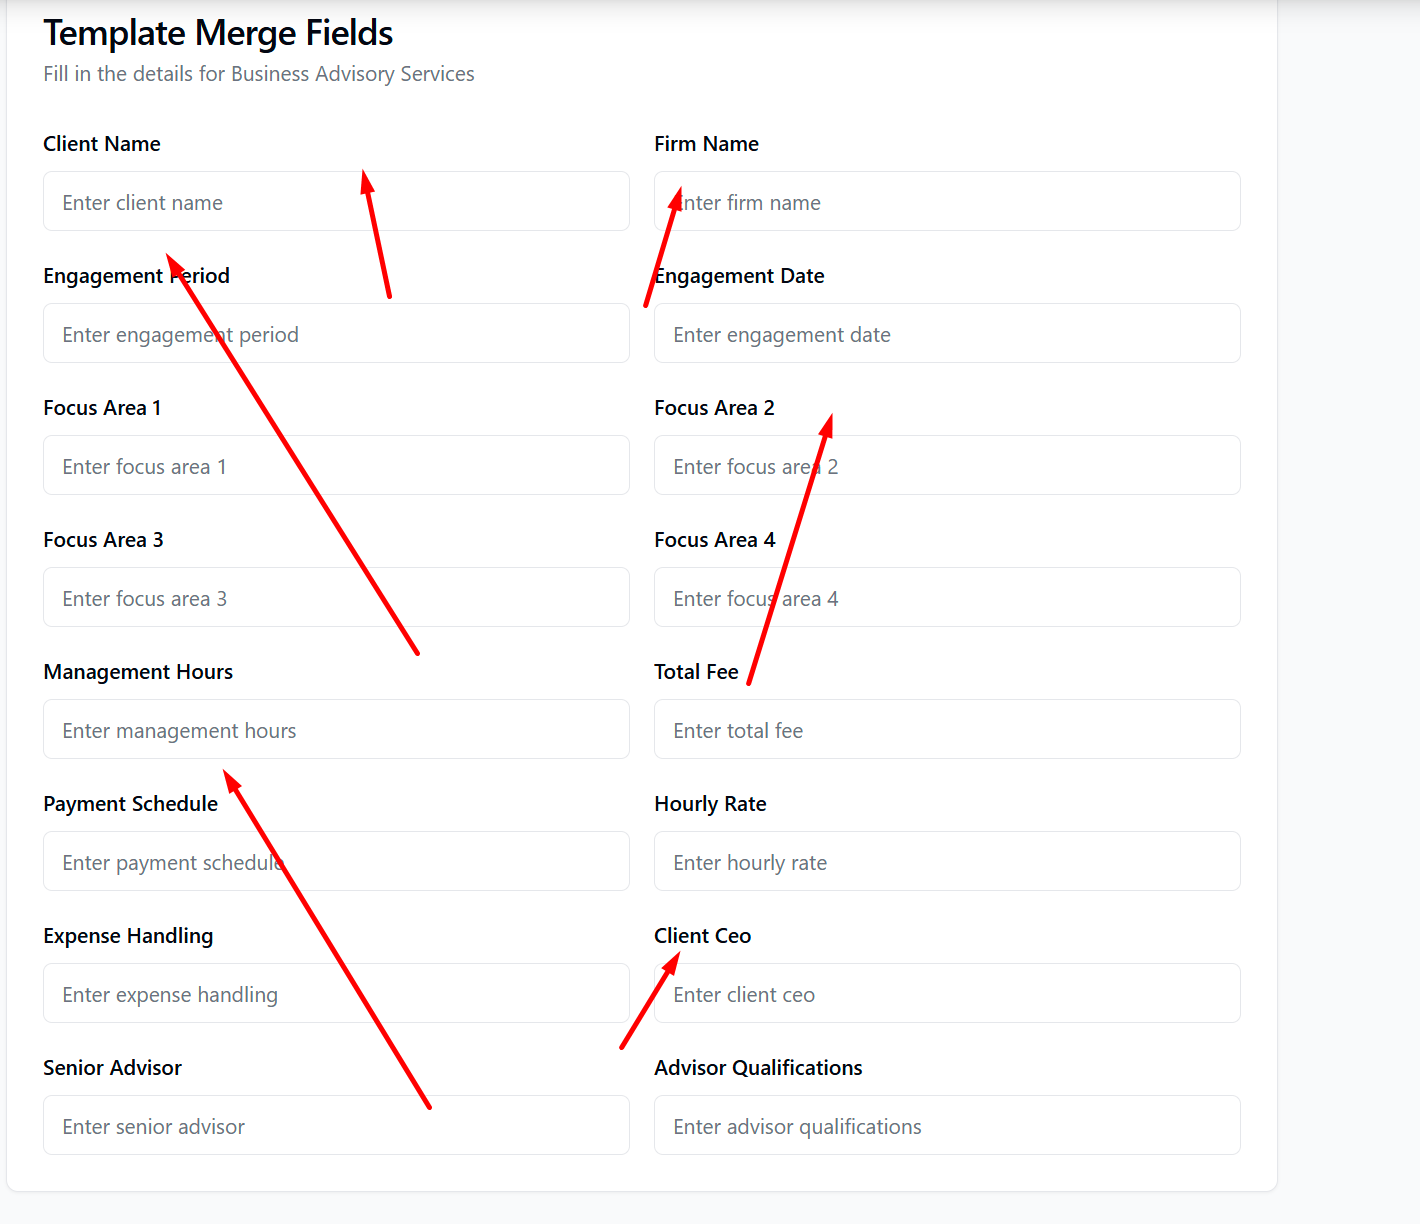 Template Merge Fields
Fill in the details for Business Advisory Services
Client Name
Firm Name
Enter client name
Enter firm name
Engagement Period
Engagement Date
Enter engagement period
Enter engagement date
Focus Area 1
Focus Area 2
Enter focus area 1
Enter focus area 2
Focus Area 3
Focus Area 4
Enter focus area 3
Enter focus area 4
Management Hours
Total Fee
Enter management hours
Enter total fee
Payment Schedule
Hourly Rate
Enter payment schedule
Enter hourly rate
Expense Handling
Client Ceo
Enter expense handling
Enter client ceo
Senior Advisor
Advisor Qualifications
Enter senior advisor
Enter advisor qualifications